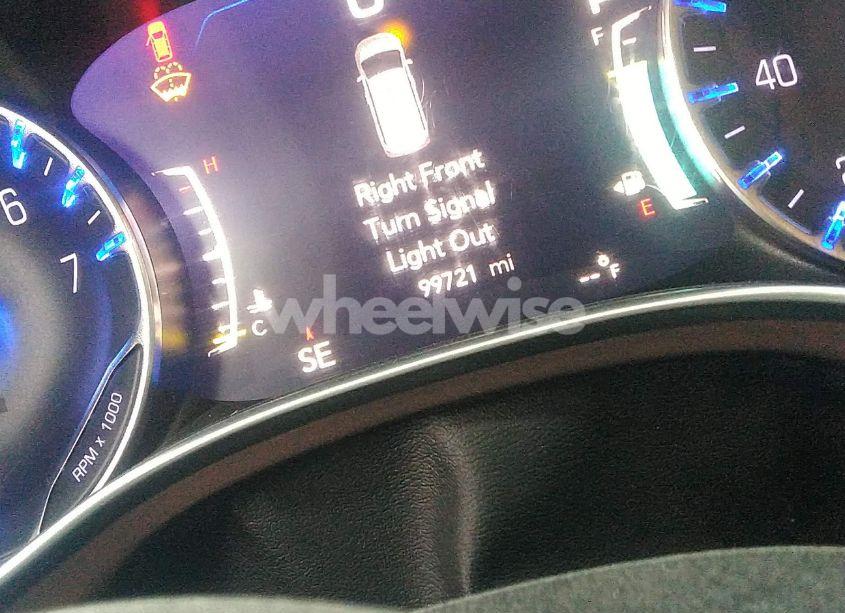 F
40
H
6
Right Front
Turn Signal
Light Out
7
E
99721 mi
--°F
C
wheelwise
SE
RPM x 1000